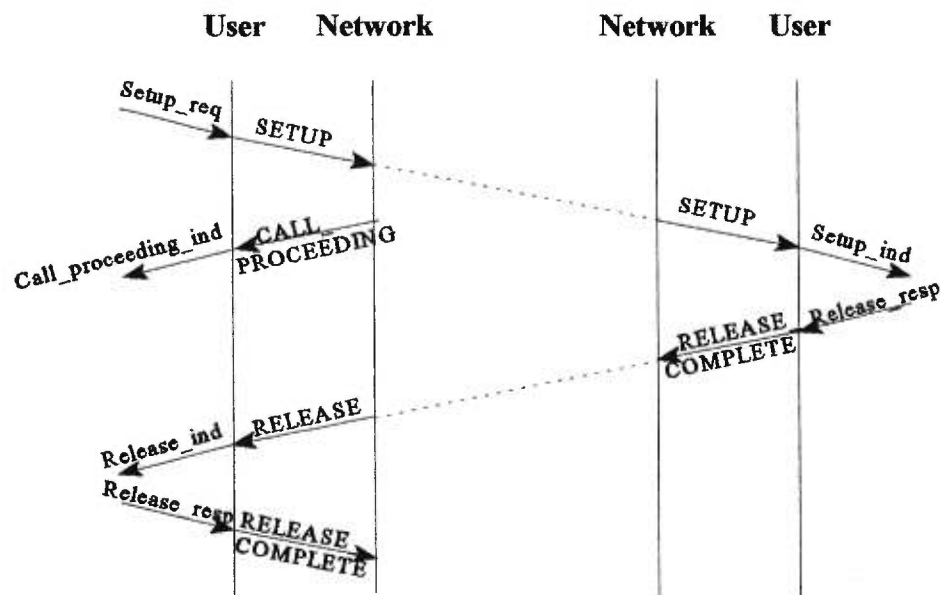 User Network Network User
Setup_req
SETUP
SETUP
Setup_ind
CALL_
PROCEEDING
Call_proceeding_ind
Release_resp
RELEASE
COMPLETE
RELEASE
Release_ind
Release_resp
RELEASE
COMPLETE